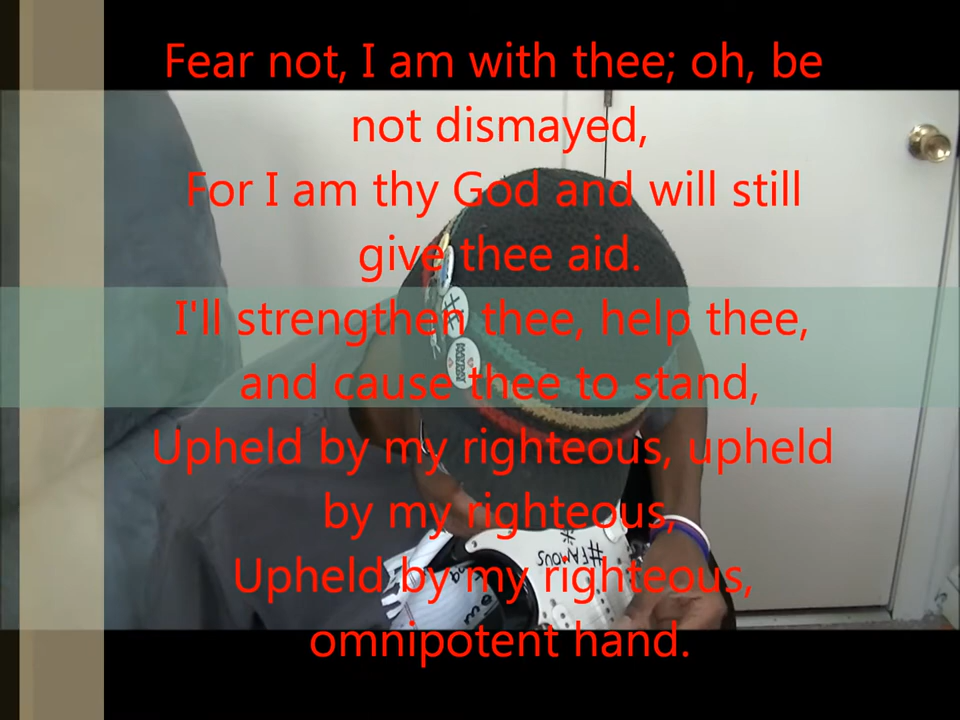 Fear not, I am with thee; oh, be
not dismayed,
For I am thy God and will still
give thee aid.
I'll strengthen thee, help thee,
and cause thee to stand,
Upheld by my righteous, upheld
by my righteous,
Upheld by my righteous,
omnipotent hand.
#FAMOUS